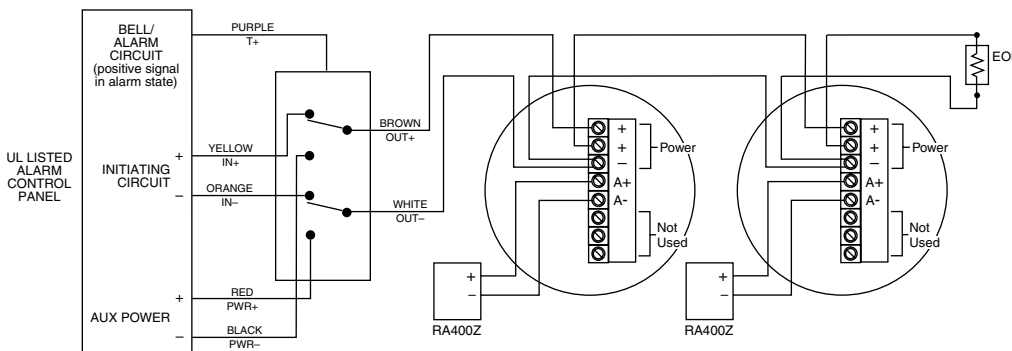 BELL/
ALARM
CIRCUIT
(positive signal
in alarm state)
PURPLE
T+
UL LISTED
ALARM
CONTROL
PANEL
INITIATING
CIRCUIT
+
YELLOW
IN+
–
ORANGE
IN–
BROWN
OUT+
WHITE
OUT–
AUX POWER
+
RED
PWR+
–
BLACK
PWR–
+
+
–
A+
A-
Power
Not
Used
+
–
RA400Z
+
+
–
A+
A-
Power
Not
Used
+
–
RA400Z